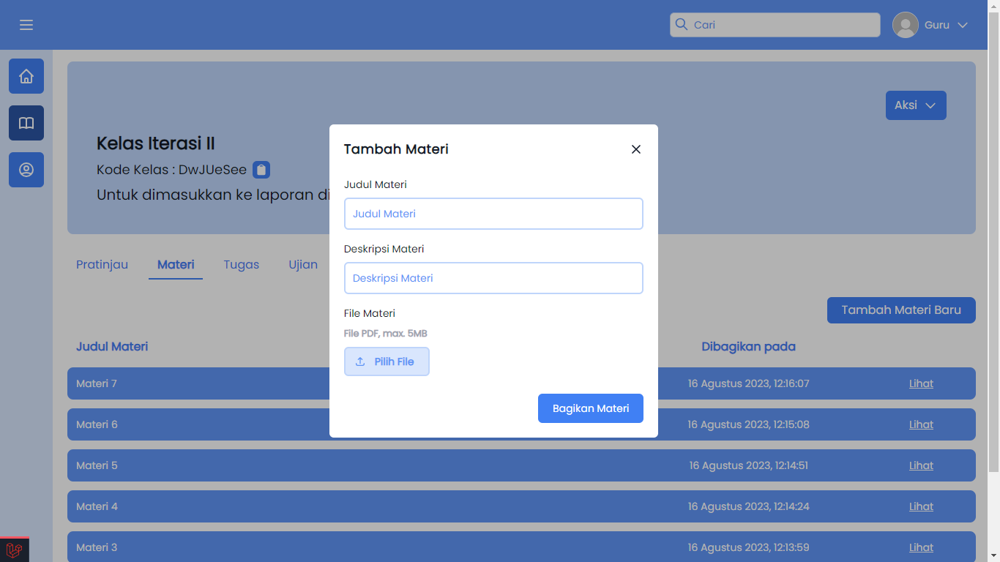 Cari
Guru
Aksi
Kelas Iterasi II
Kode Kelas : DwJUeSee
Untuk dimasukkan ke laporan di
Tambah Materi
Judul Materi
Judul Materi
Deskripsi Materi
Deskripsi Materi
File Materi
File PDF, max. 5MB
Pilih File
Bagikan Materi
Pratinjau Materi Tugas Ujian
Tambah Materi Baru
Judul Materi Dibagikan pada
Materi 7 16 Agustus 2023, 12:16:07 Lihat
Materi 6 16 Agustus 2023, 12:15:08 Lihat
Materi 5 16 Agustus 2023, 12:14:51 Lihat
Materi 4 16 Agustus 2023, 12:14:24 Lihat
Materi 3 16 Agustus 2023, 12:13:59 Lihat